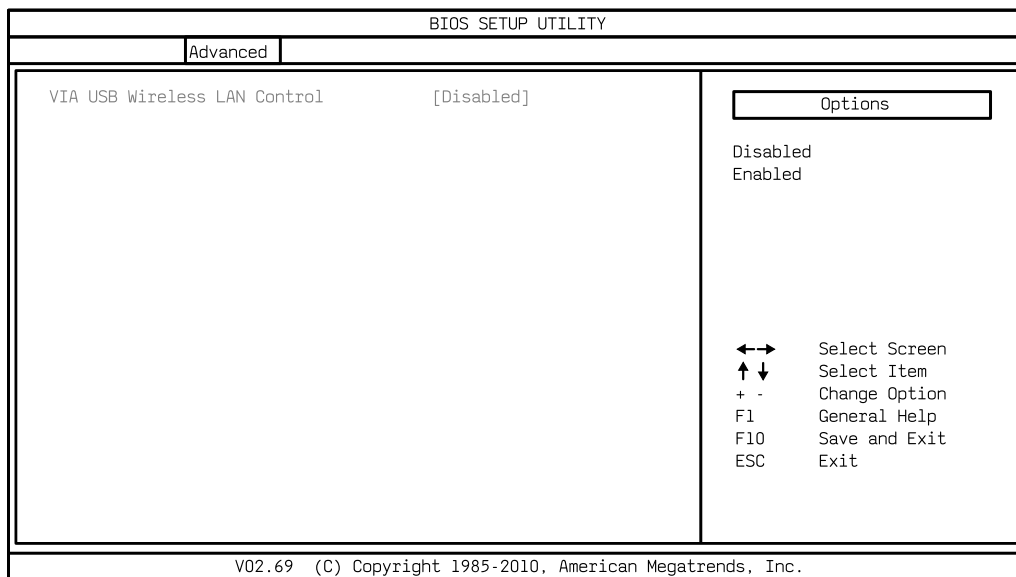 BIOS SETUP UTILITY
Advanced
VIA USB Wireless LAN Control [Disabled]
Options
Disabled
Enabled
←→ Select Screen
↑↓ Select Item
+ - Change Option
F1 General Help
F10 Save and Exit
ESC Exit
V02.69 (C) Copyright 1985-2010, American Megatrends, Inc.